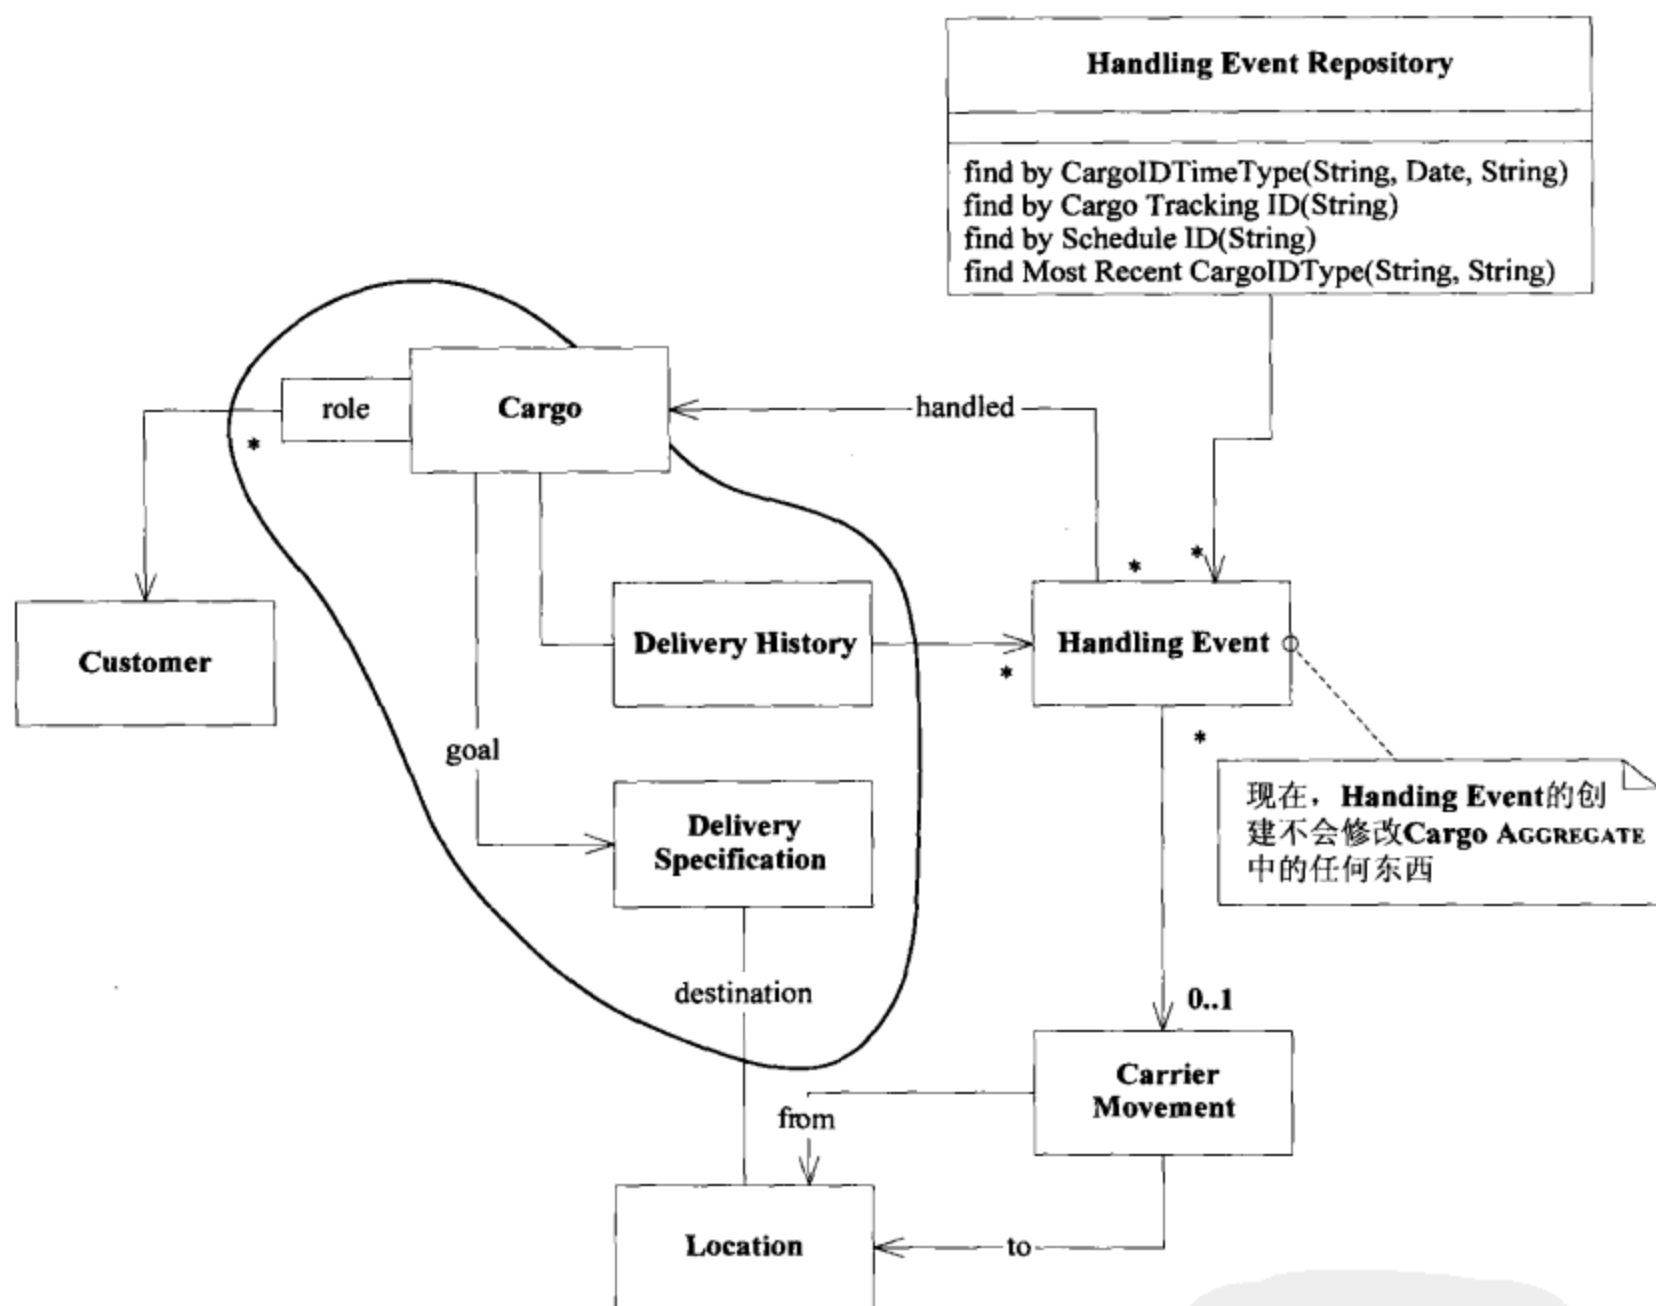 Handling Event Repository
find by CargoIDTimeType(String, Date, String)
find by Cargo Tracking ID(String)
find by Schedule ID(String)
find Most Recent CargoIDType(String, String)
role
*
Cargo
handled
Customer
Delivery History
*
*
*
Handling Event
*
goal
Delivery
Specification
现在，Handing Event的创
建不会修改Cargo AGGREGATE
中的任何东西
destination
0..1
Carrier
Movement
from
Location
to